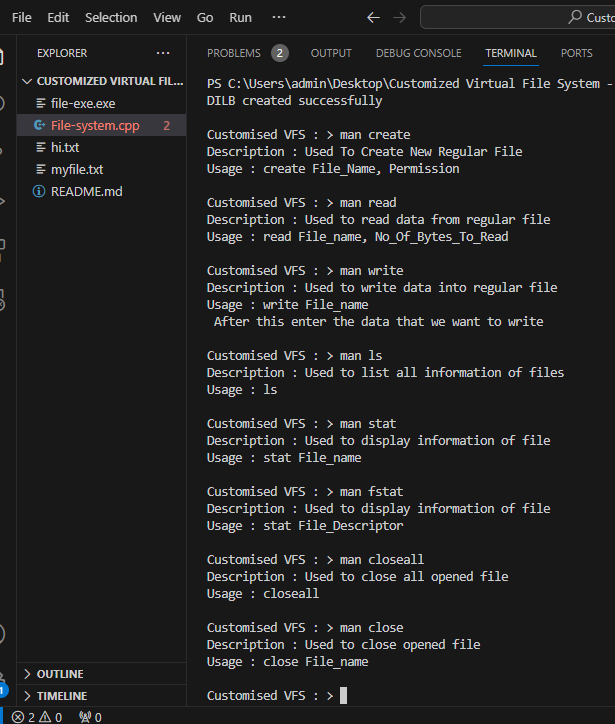 File Edit Selection View Go Run ··· Custo
EXPLORER ···
CUSTOMIZED VIRTUAL FIL...
file-exe.exe
File-system.cpp 2
hi.txt
myfile.txt
README.md
OUTLINE
TIMELINE
PROBLEMS 2 OUTPUT DEBUG CONSOLE TERMINAL PORTS
PS C:\Users\admin\Desktop\Customized Virtual File System -
DILB created successfully
Customised VFS : > man create
Description : Used To Create New Regular File
Usage : create File_Name, Permission
Customised VFS : > man read
Description : Used to read data from regular file
Usage : read File_name, No_Of_Bytes_To_Read
Customised VFS : > man write
Description : Used to write data into regular file
Usage : write File_name
After this enter the data that we want to write
Customised VFS : > man ls
Description : Used to list all information of files
Usage : ls
Customised VFS : > man stat
Description : Used to display information of file
Usage : stat File_name
Customised VFS : > man fstat
Description : Used to display information of file
Usage : stat File_Descriptor
Customised VFS : > man closeall
Description : Used to close all opened file
Usage : closeall
Customised VFS : > man close
Description : Used to close opened file
Usage : close File_name
Customised VFS : >
1
2 0 0